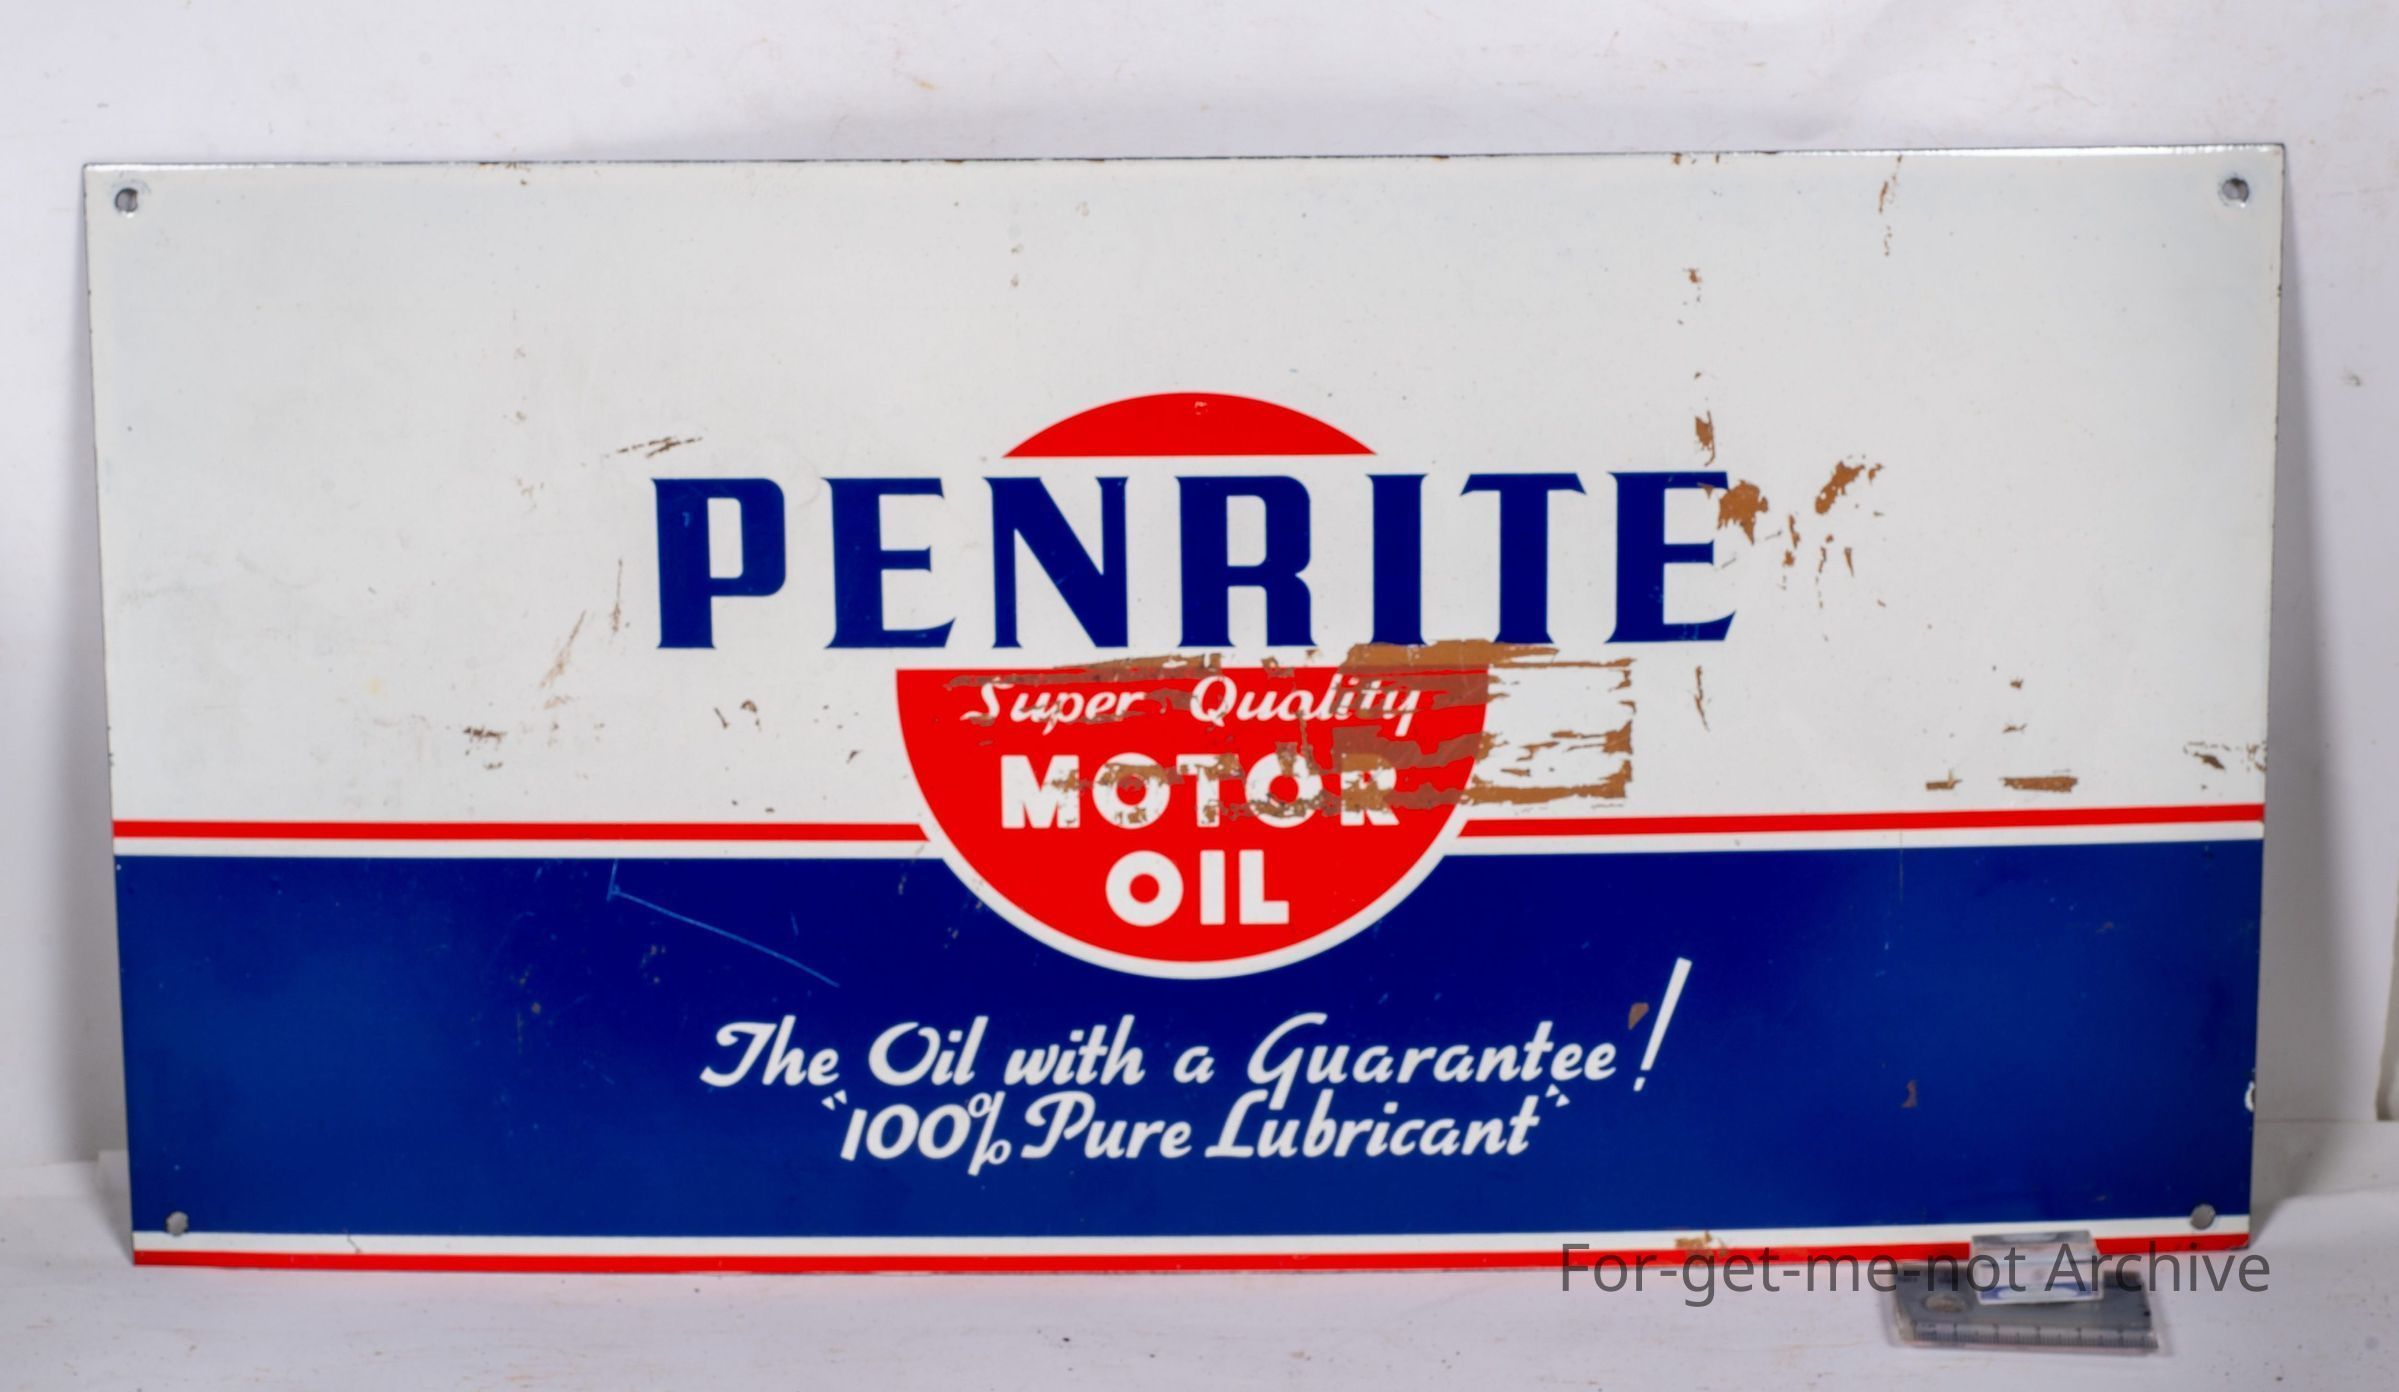 PENRITE
Super Quality
MOTOR
OIL
The Oil with a Guarantee!
"100% Pure Lubricant"
For-get-me-not Archive